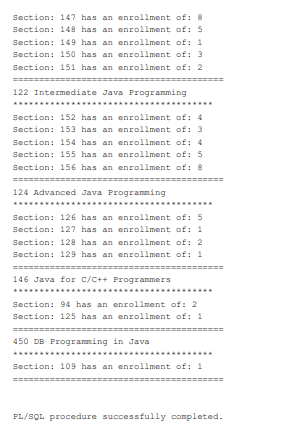 Section: 147 has an enrollment of: 8
Section: 148 has an enrollment of: 5
Section: 149 has an enrollment of: 1
Section: 150 has an enrollment of: 3
Section: 151 has an enrollment of: 2
==========================================
122 Intermediate Java Programming
****************************************
Section: 152 has an enrollment of: 4
Section: 153 has an enrollment of: 3
Section: 154 has an enrollment of: 4
Section: 155 has an enrollment of: 5
Section: 156 has an enrollment of: 8
==========================================
124 Advanced Java Programming
****************************************
Section: 126 has an enrollment of: 5
Section: 127 has an enrollment of: 1
Section: 128 has an enrollment of: 2
Section: 129 has an enrollment of: 1
==========================================
146 Java for C/C++ Programmers
****************************************
Section: 94 has an enrollment of: 2
Section: 125 has an enrollment of: 1
==========================================
450 DB Programming in Java
****************************************
Section: 109 has an enrollment of: 1
==========================================
PL/SQL procedure successfully completed.